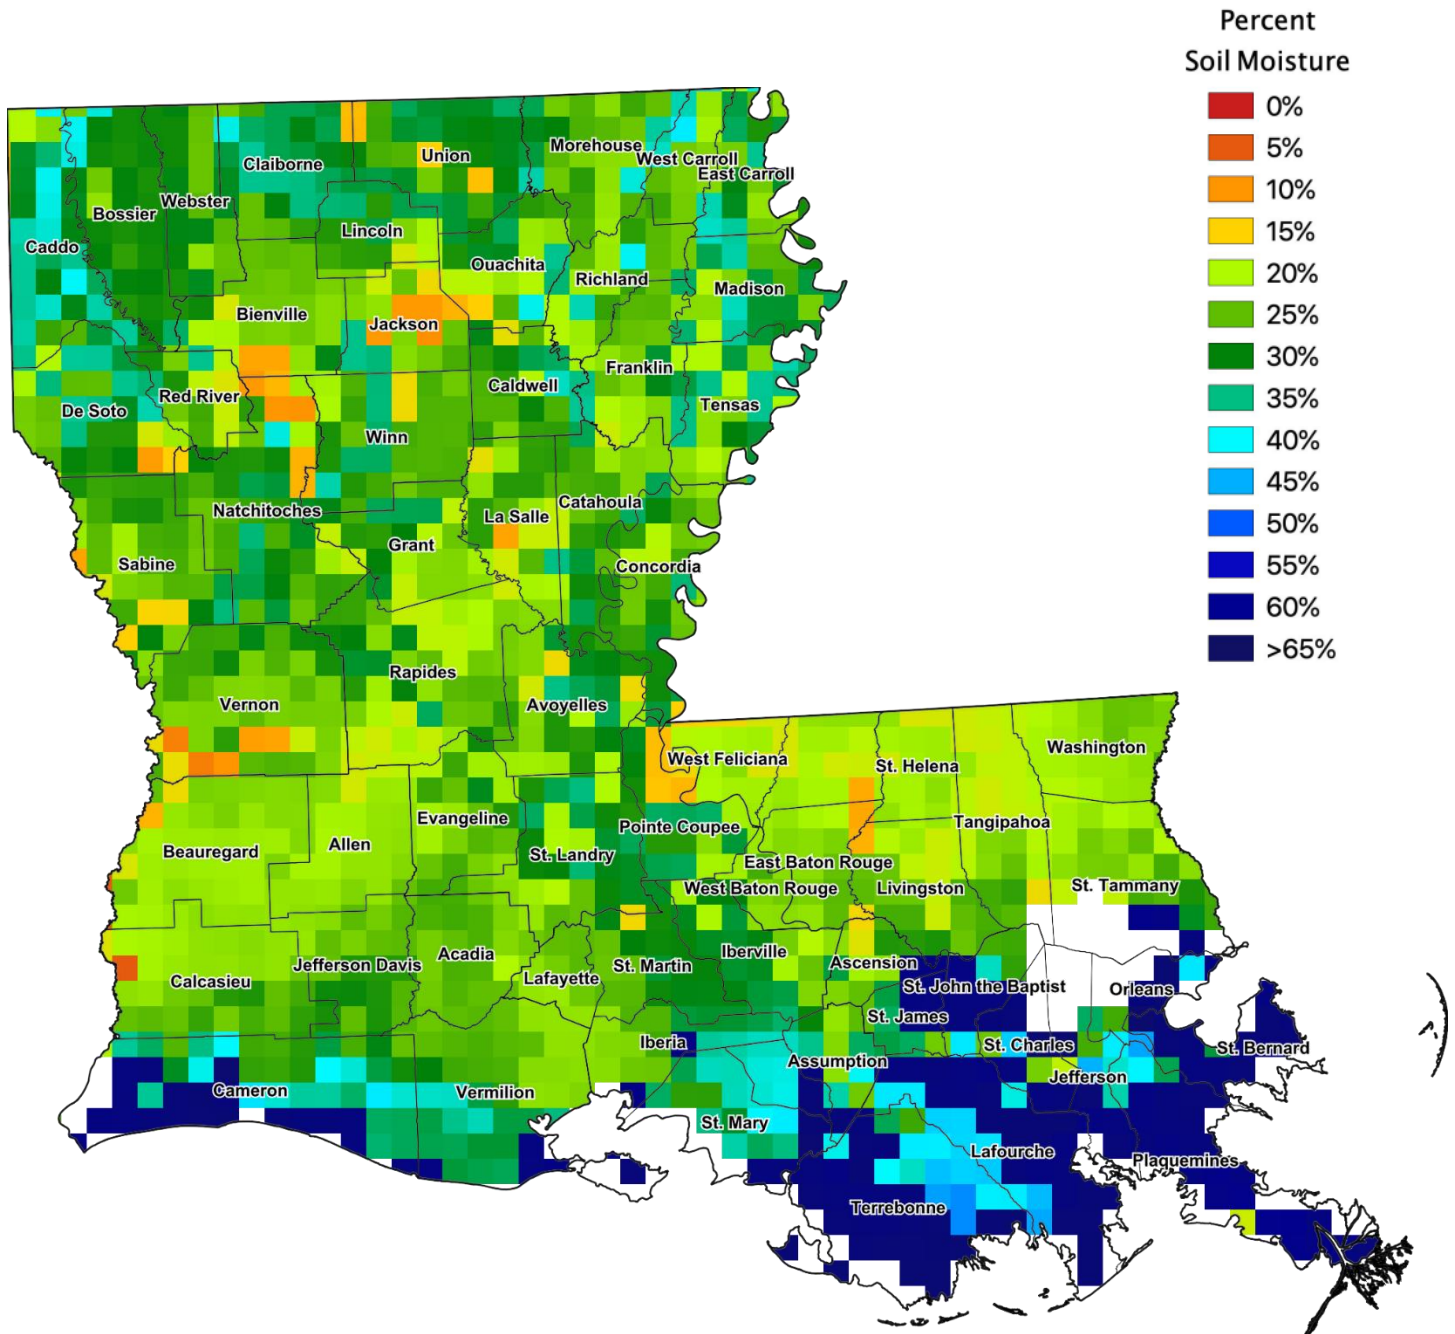 Percent
Soil Moisture
0%
5%
10%
15%
20%
25%
30%
35%
40%
45%
50%
55%
60%
>65%
Claiborne
Union
Morehouse
West Carroll
East Carroll
Webster
Bossier
Lincoln
Caddo
Ouachita
Richland
Madison
Bienville
Jackson
Franklin
Caldwell
Red River
De Soto
Tensas
Winn
Natchitoches
La Salle
Catahoula
Grant
Sabine
Concordia
Rapides
Vernon
Avoyelles
West Feliciana
St. Helena
Washington
Evangeline
Pointe Coupee
Tangipahoa
Beauregard
Allen
St. Landry
East Baton Rouge
West Baton Rouge
Livingston
St. Tammany
Acadia
Iberville
Jefferson Davis
St. Martin
Ascension
Calcasieu
Lafayette
St. John the Baptist
Orleans
St. James
Iberia
St. Charles
St. Bernard
Assumption
Jefferson
Cameron
Vermilion
St. Mary
Lafourche
Plaquemines
Terrebonne